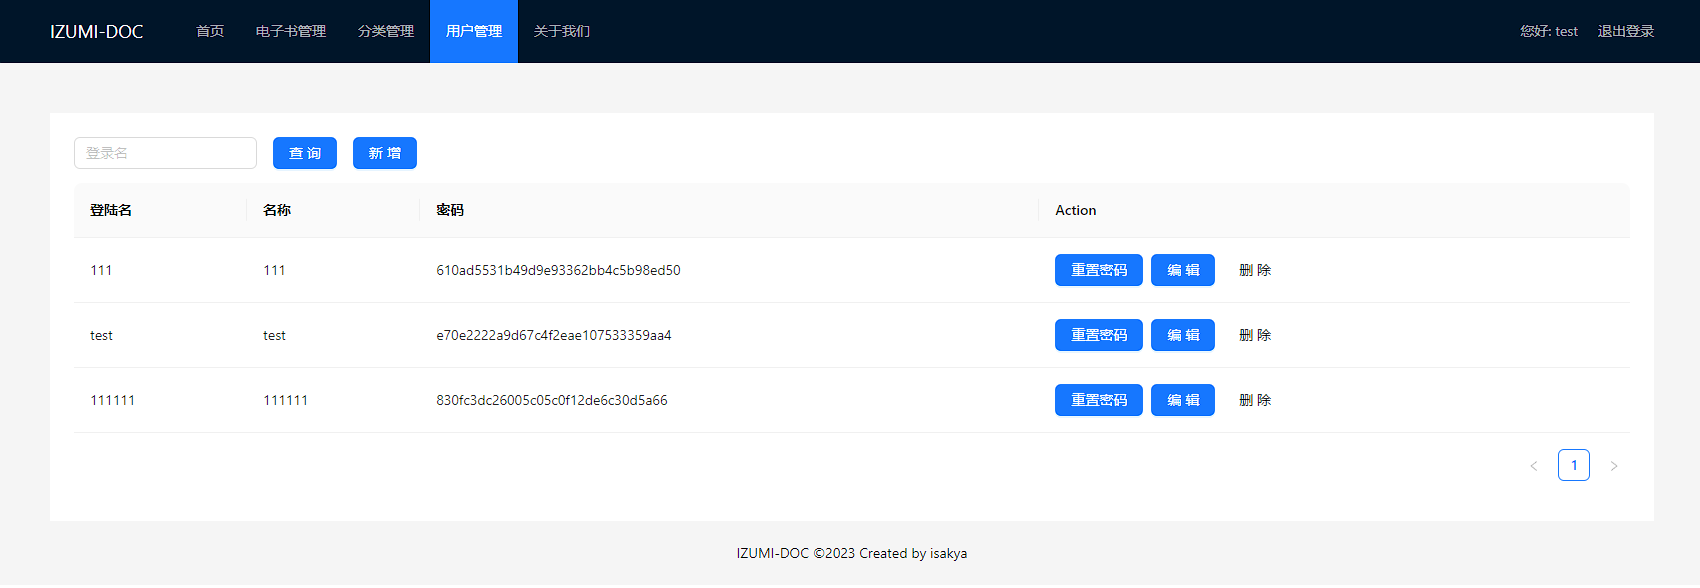 IZUMI-DOC 首页 电子书管理 分类管理 用户管理 关于我们 您好: test 退出登录
登录名 查 询 新 增
登陆名 名称 密码 Action
111 111 610ad5531b49d9e93362bb4c5b98ed50 重置密码 编 辑 删 除
test test e70e2222a9d67c4f2eae107533359aa4 重置密码 编 辑 删 除
111111 111111 830fc3dc26005c05c0f12de6c30d5a66 重置密码 编 辑 删 除
< 1 >
IZUMI-DOC ©2023 Created by isakya